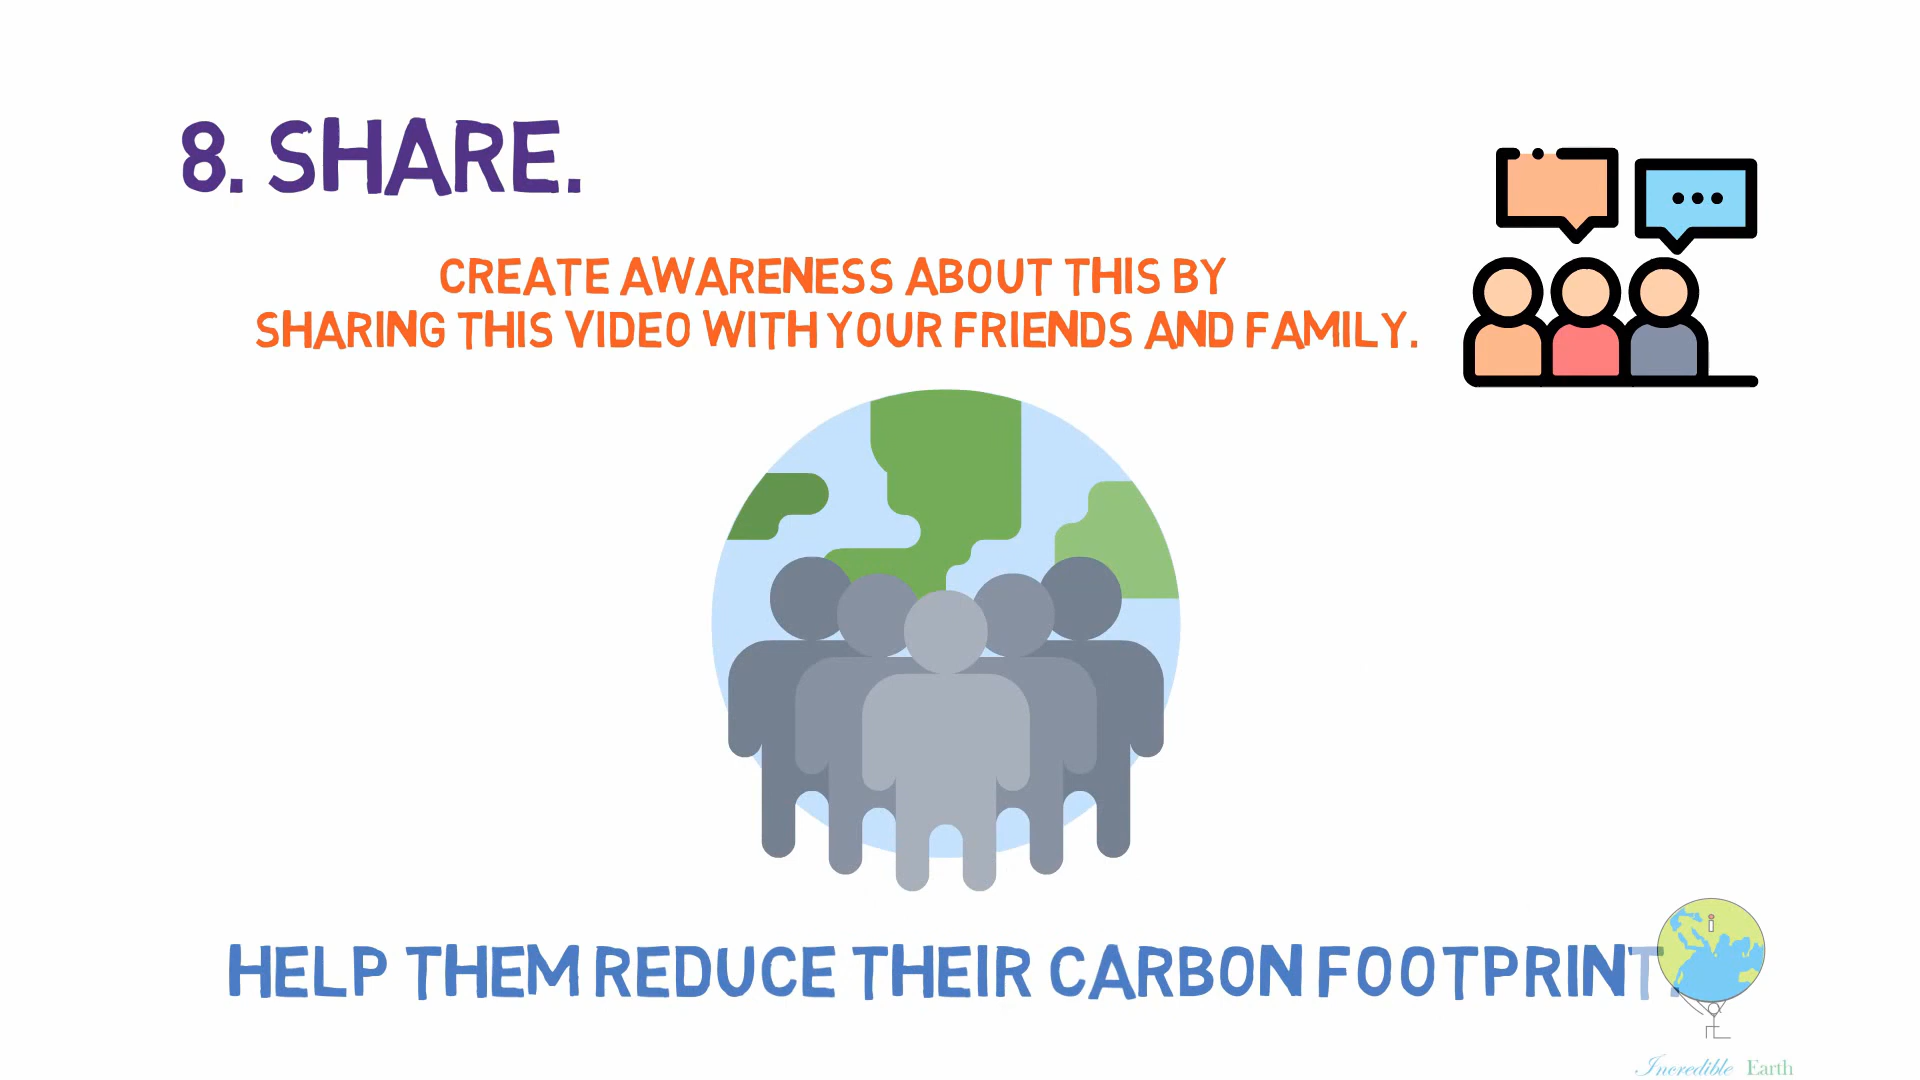 8. SHARE.
CREATE AWARENESS ABOUT THIS BY
SHARING THIS VIDEO WITH YOUR FRIENDS AND FAMILY.
HELP THEM REDUCE THEIR CARBON FOOTPRINT.
i
Incredible Earth